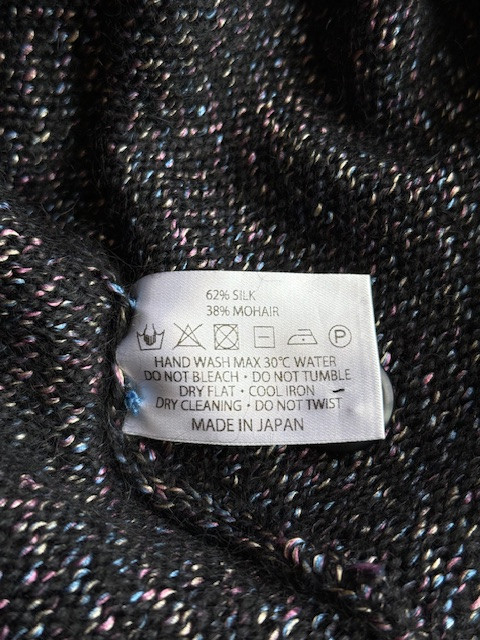 62% SILK
38% MOHAIR
P
HAND WASH MAX 30°C WATER
DO NOT BLEACH • DO NOT TUMBLE
DRY FLAT • COOL IRON
DRY CLEANING • DO NOT TWIST
MADE IN JAPAN